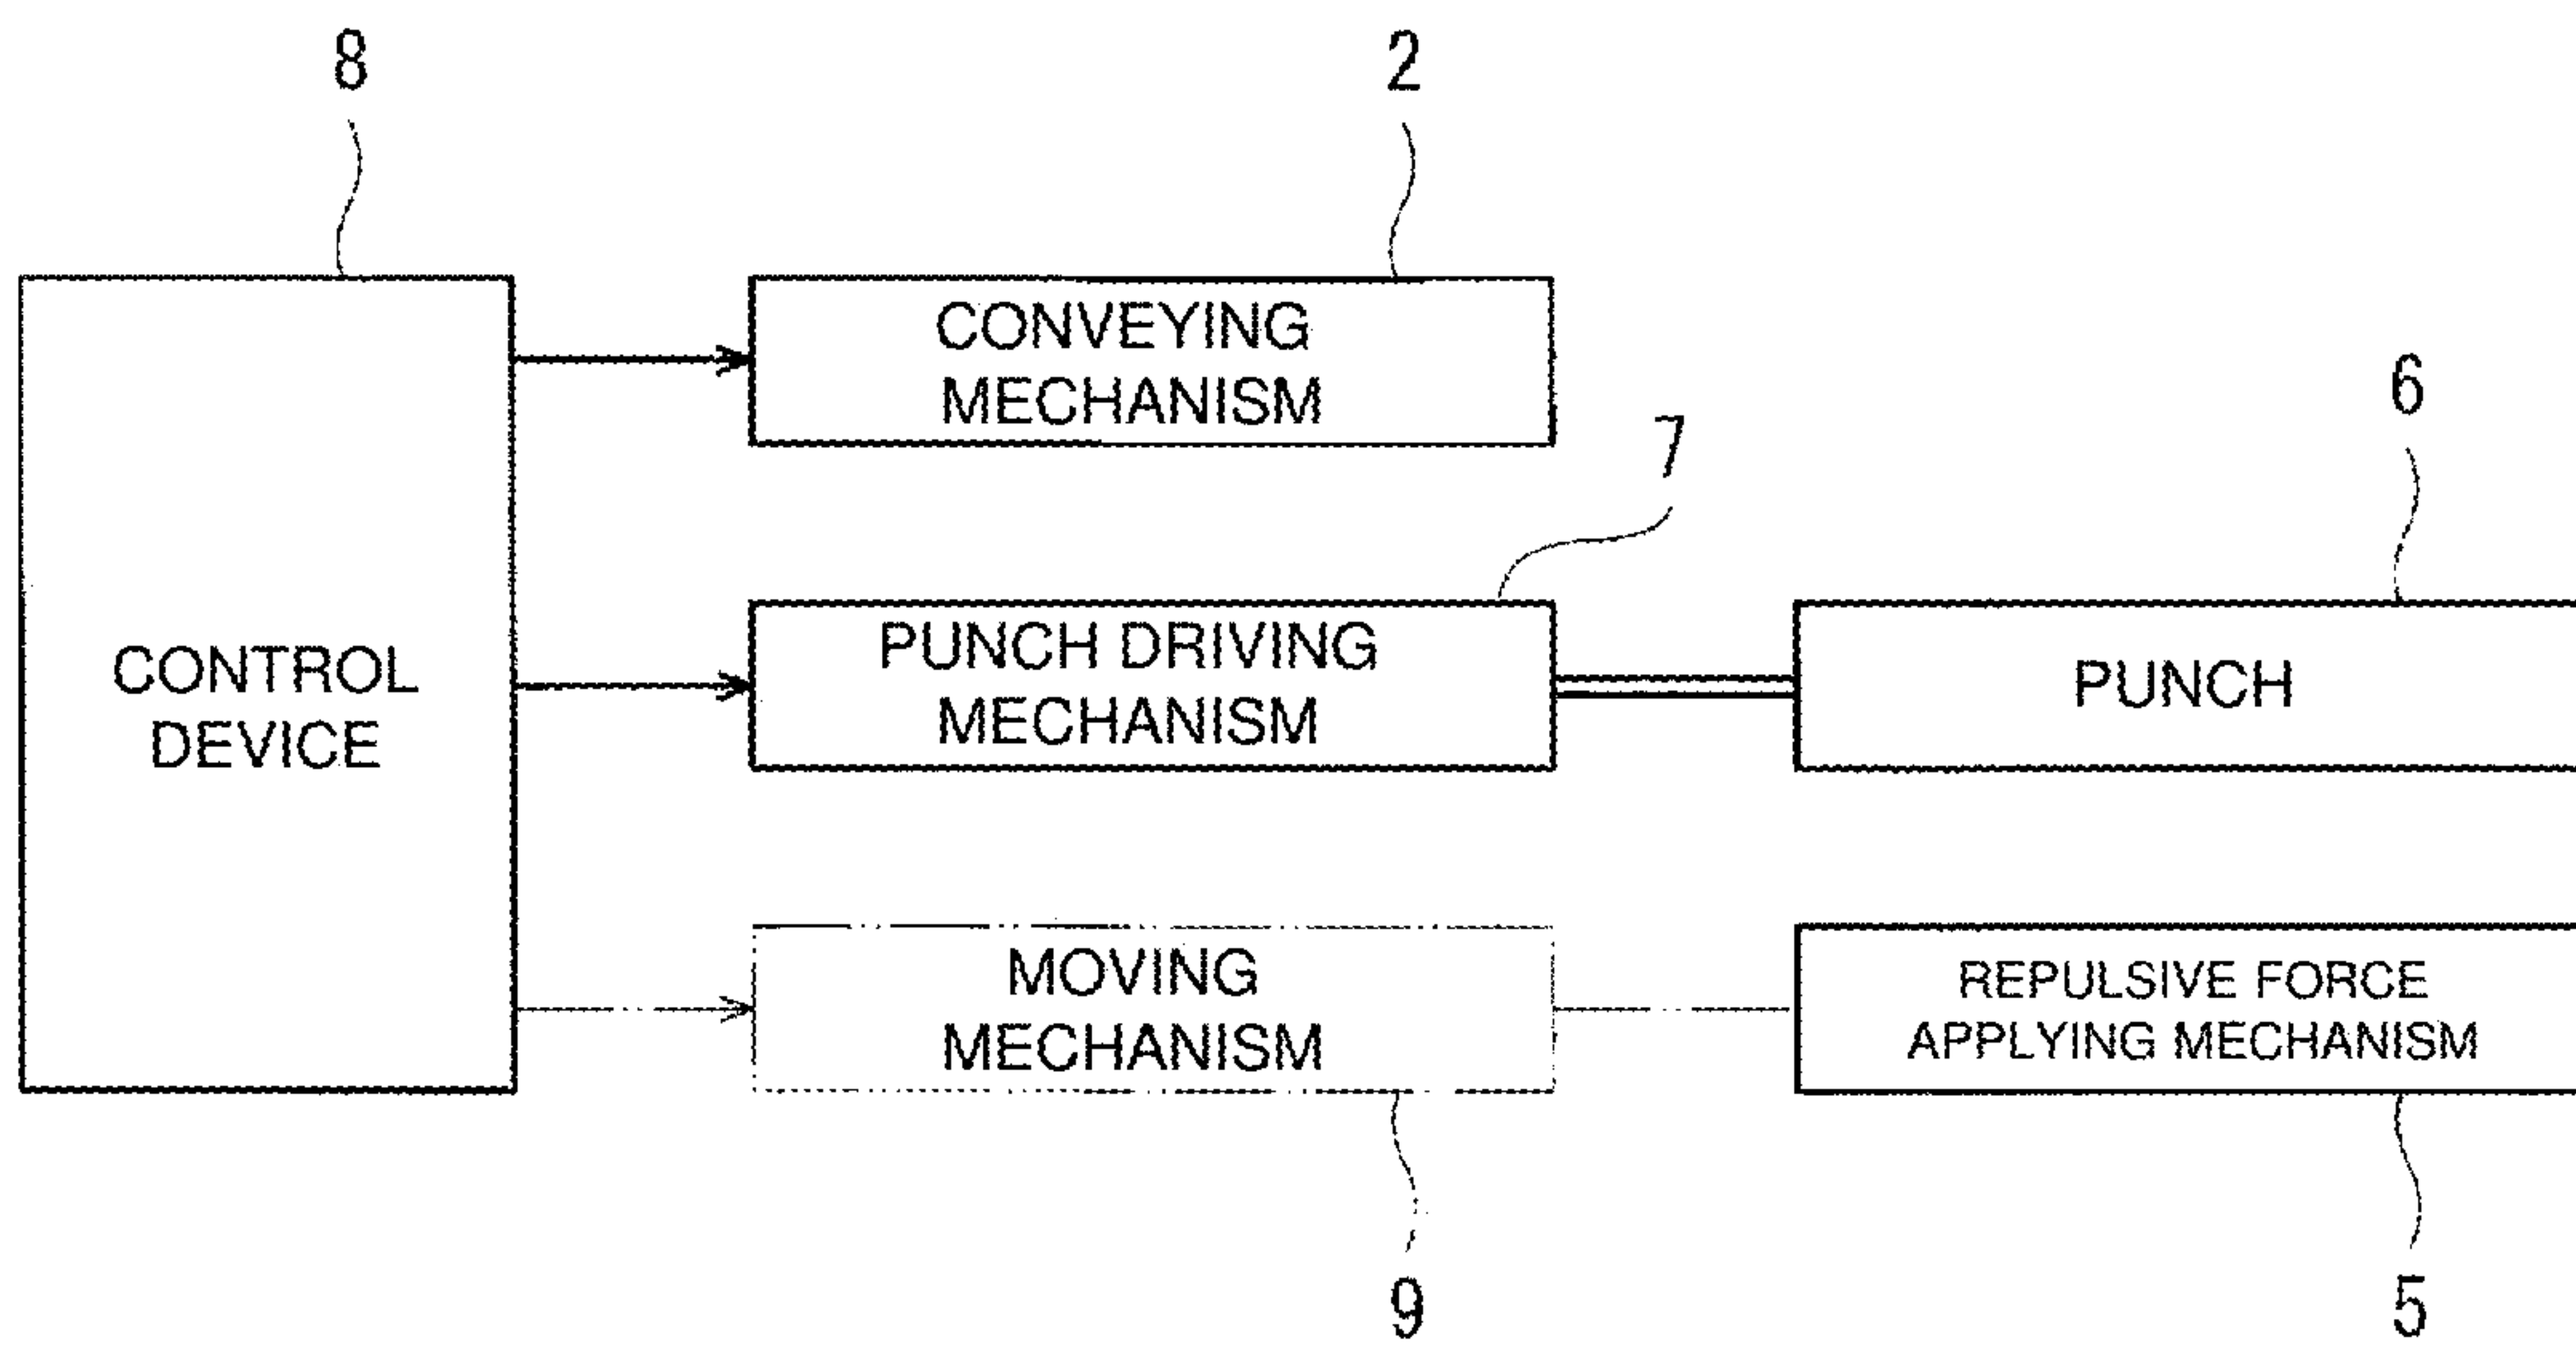 8
2
CONVEYING
MECHANISM
7
6
CONTROL
DEVICE
PUNCH DRIVING
MECHANISM
PUNCH
MOVING
MECHANISM
REPULSIVE FORCE
APPLYING MECHANISM
9
5